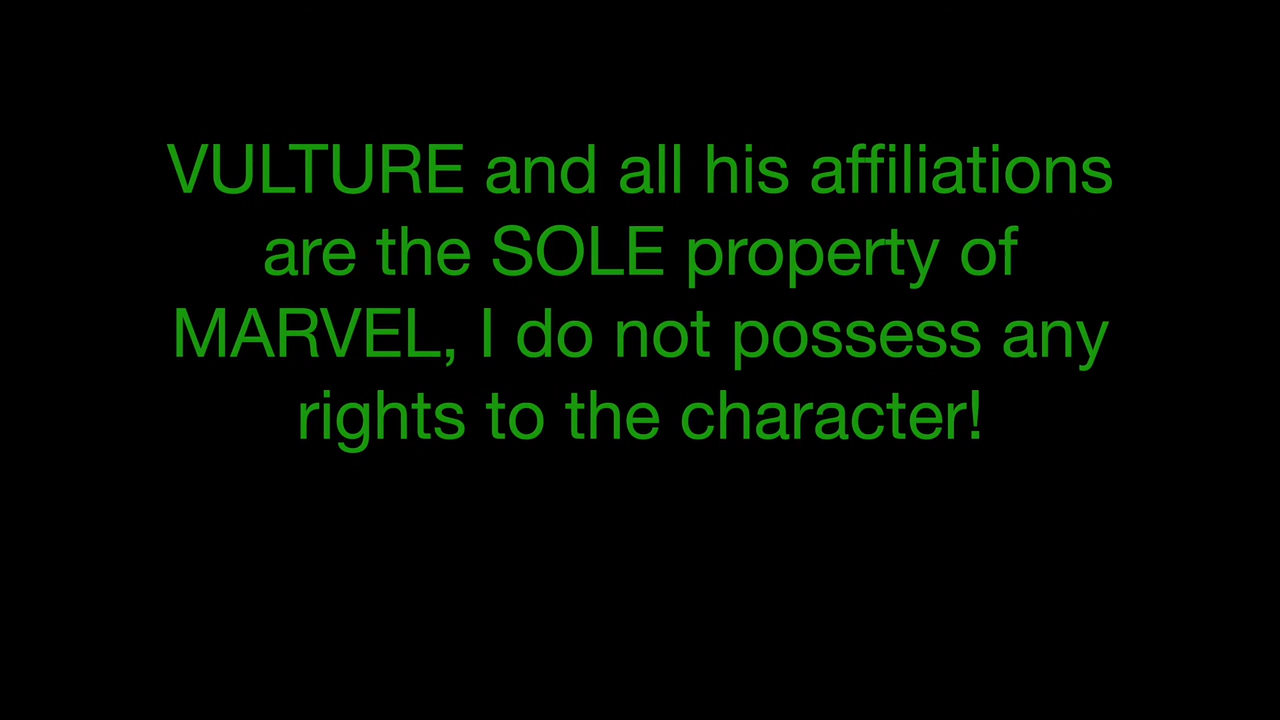 VULTURE and all his affiliations
are the SOLE property of
MARVEL, I do not possess any
rights to the character!